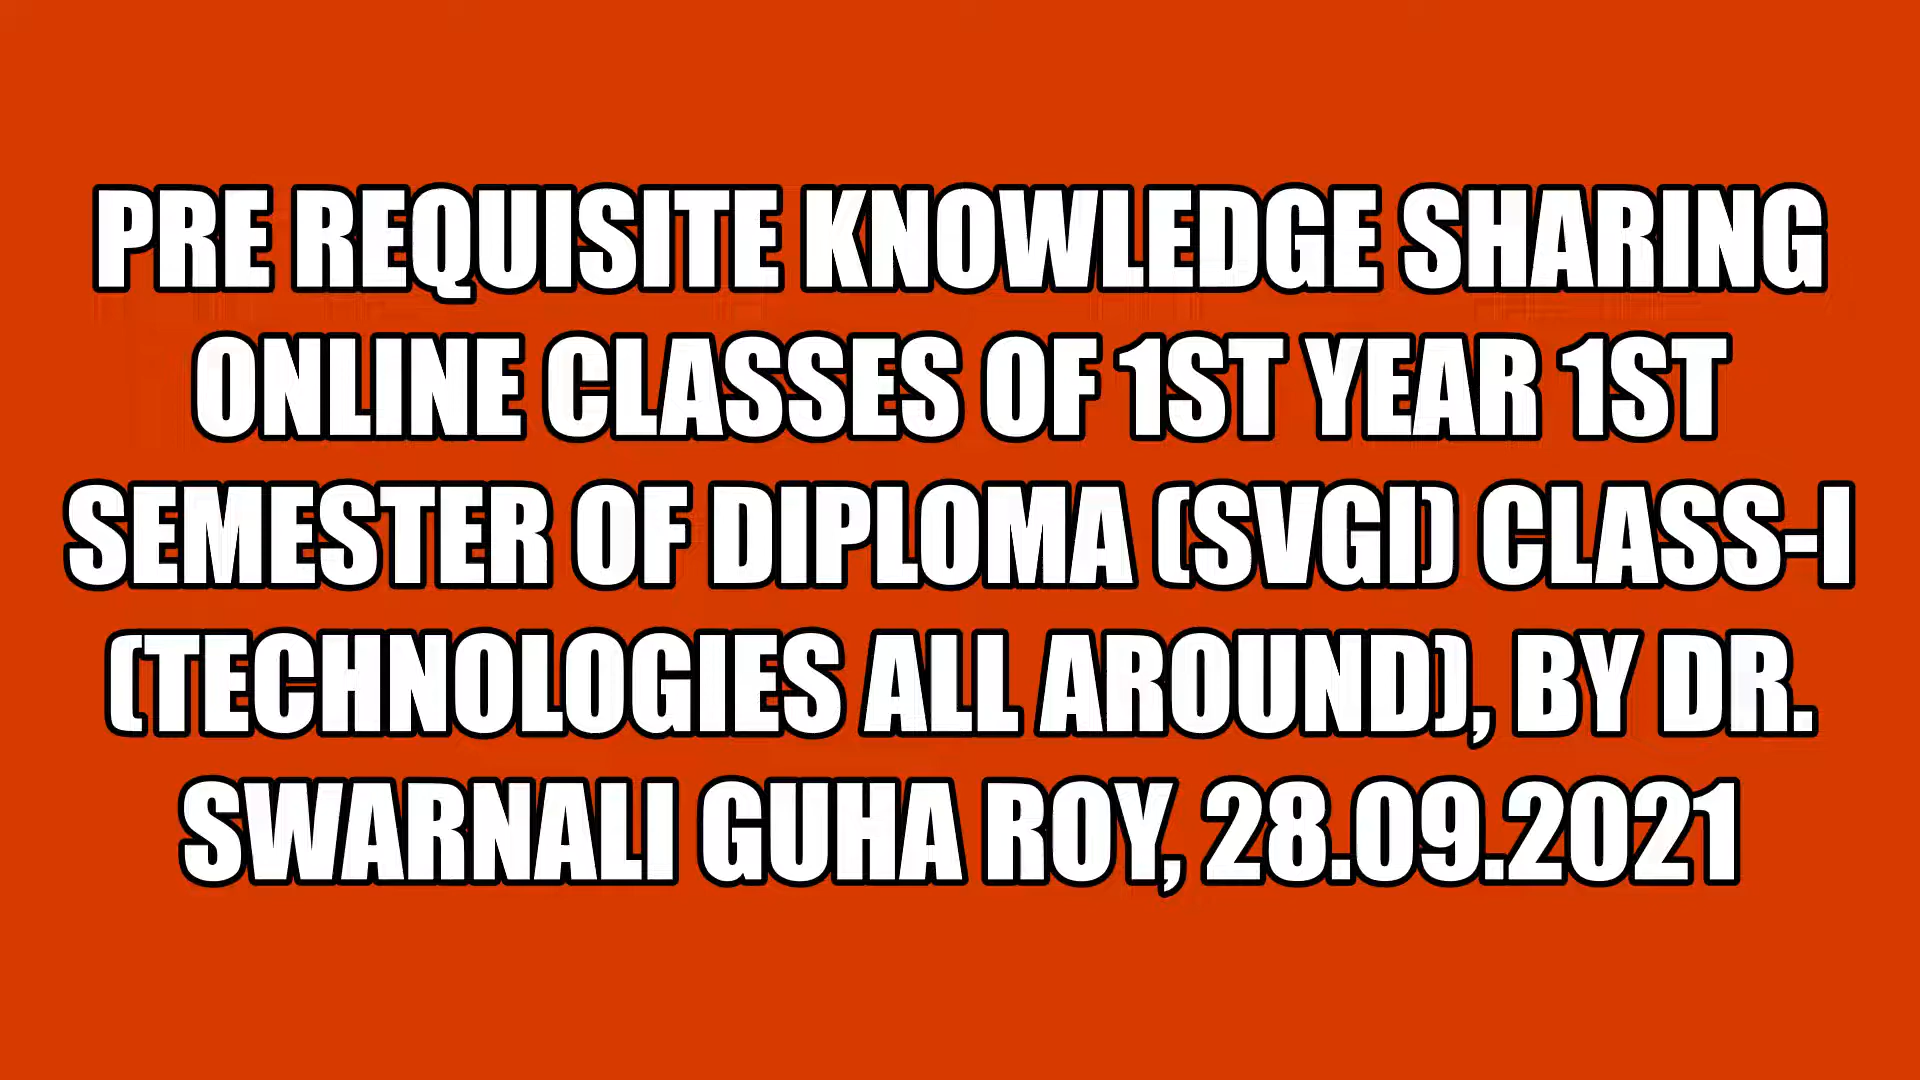 PRE REQUISITE KNOWLEDGE SHARING
ONLINE CLASSES OF 1ST YEAR 1ST
SEMESTER OF DIPLOMA (SVGI) CLASS-I
(TECHNOLOGIES ALL AROUND), BY DR.
SWARNALI GUHA ROY, 28.09.2021